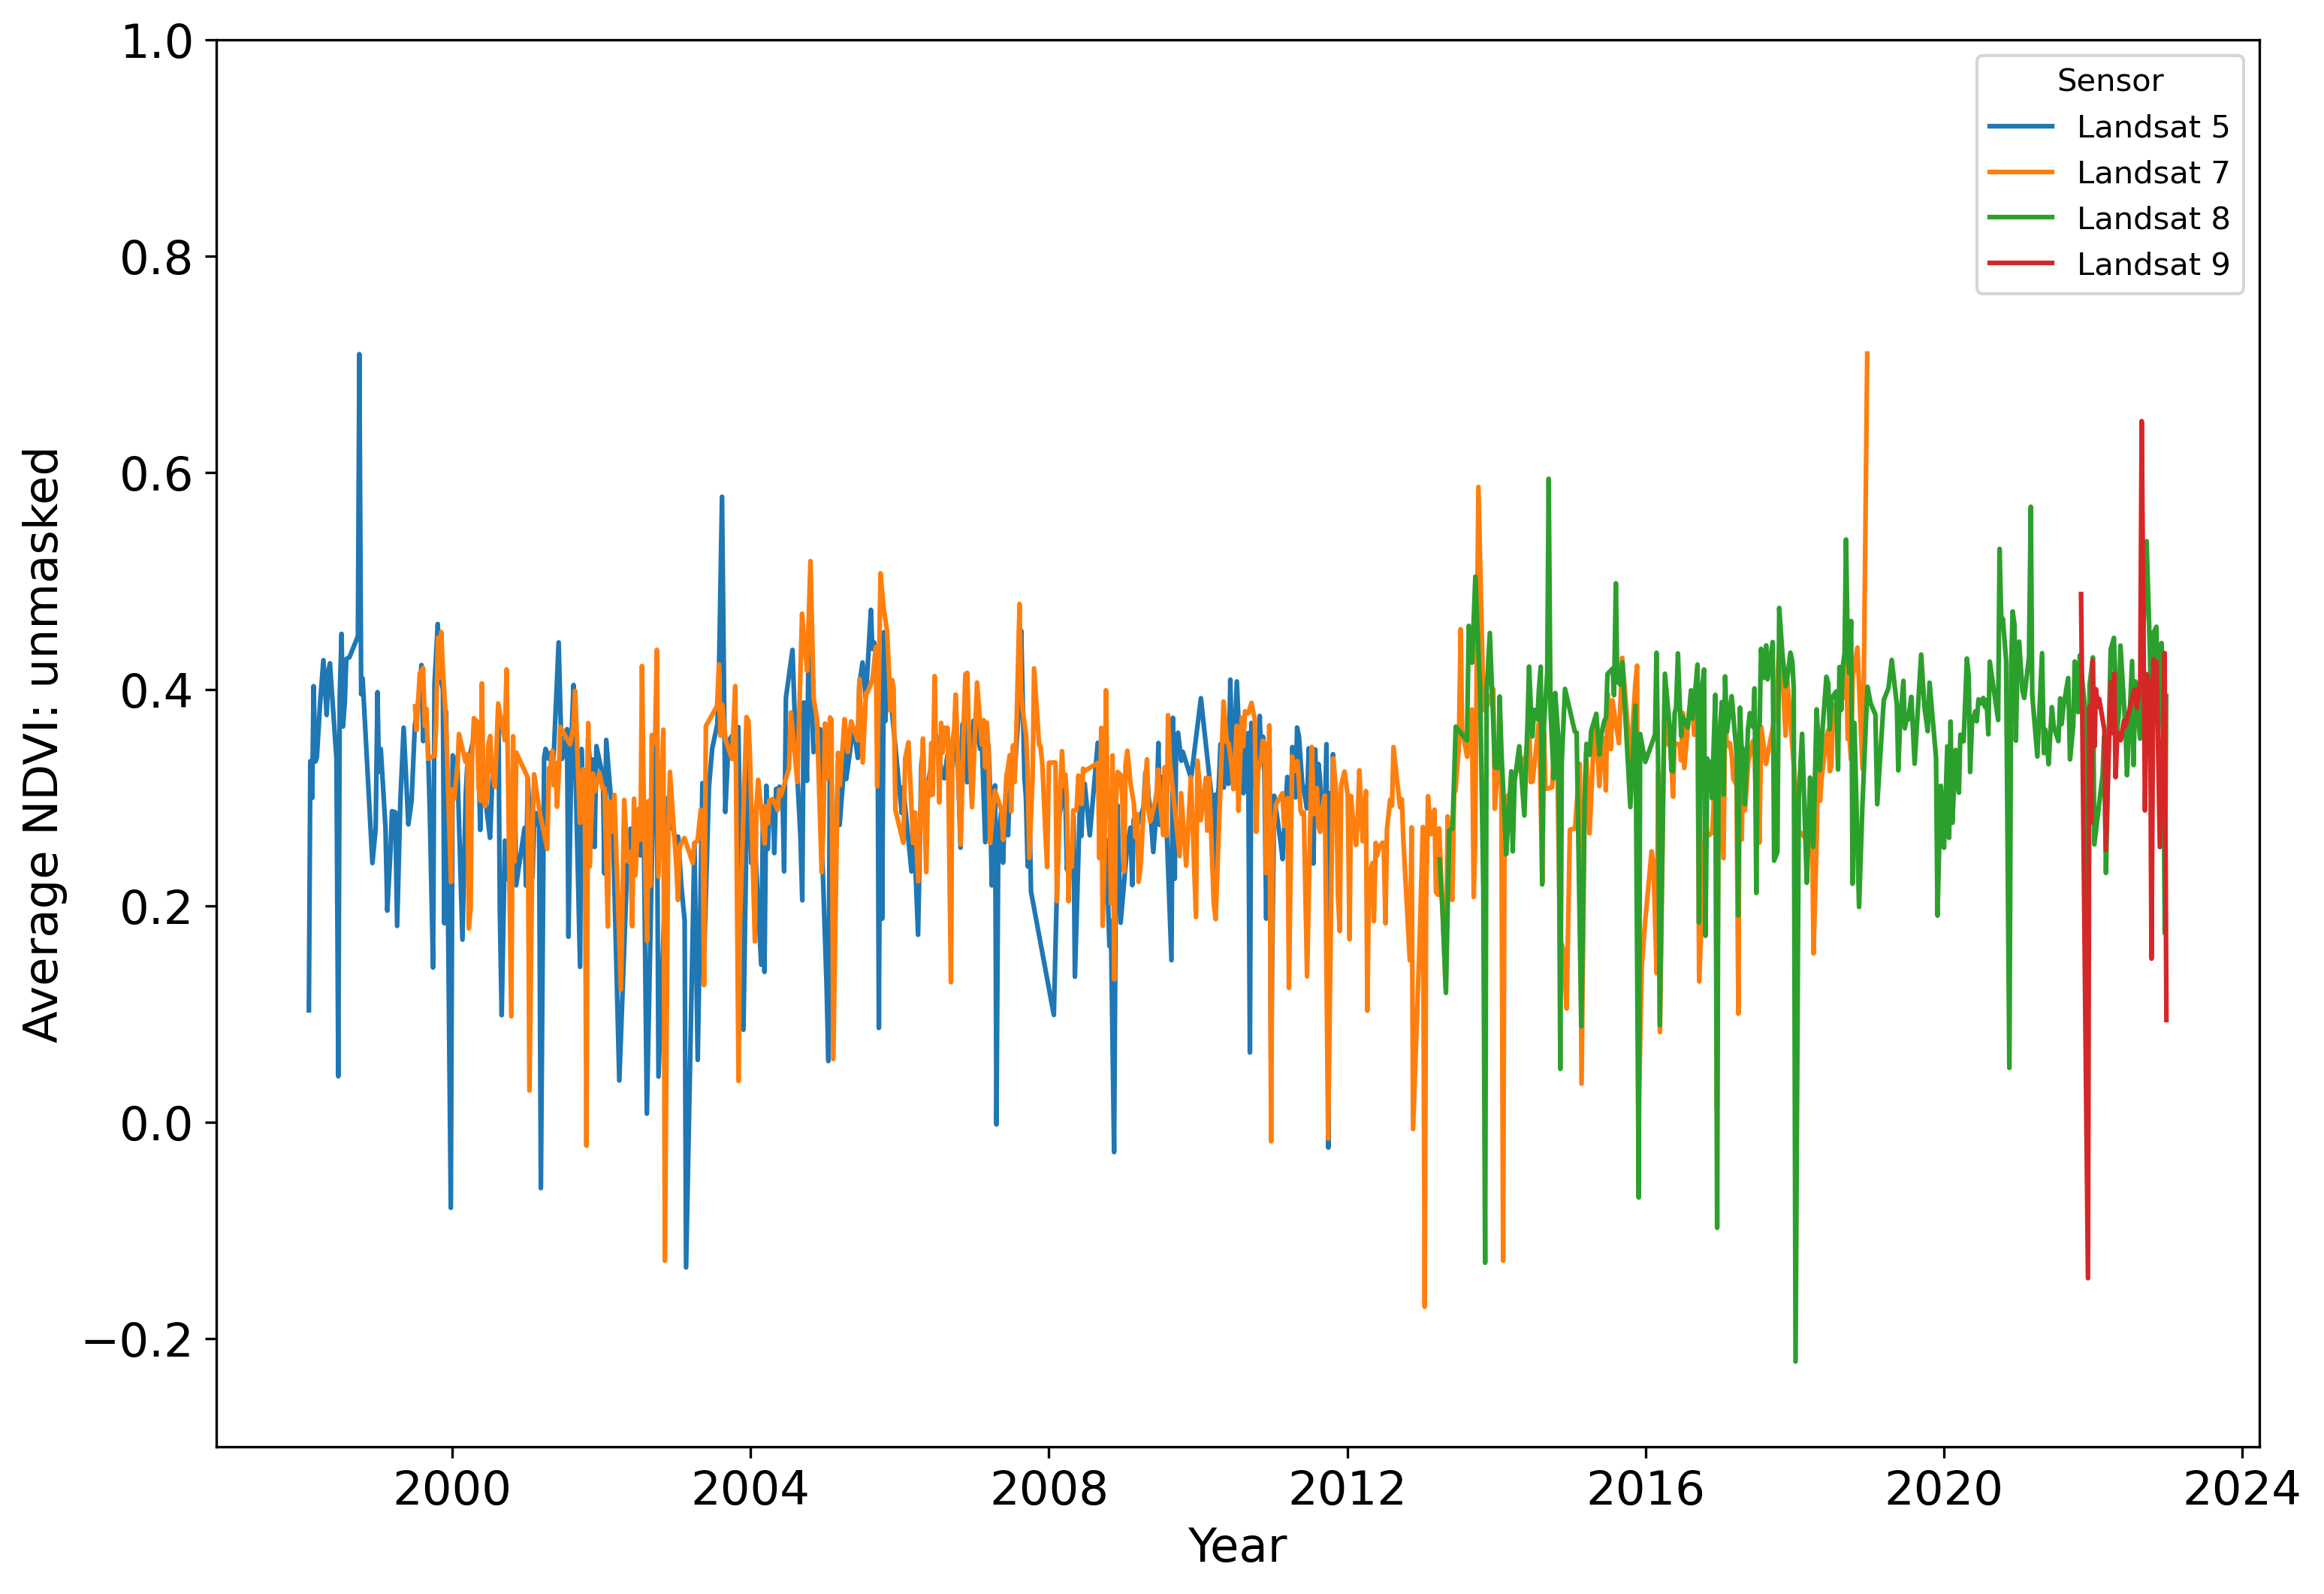 1.0
0.8
0.6
0.4
0.2
0.0
−0.2
Average NDVI: unmasked
Sensor
Landsat 5
Landsat 7
Landsat 8
Landsat 9
2000 2004 2008 2012 2016 2020 2024
Year